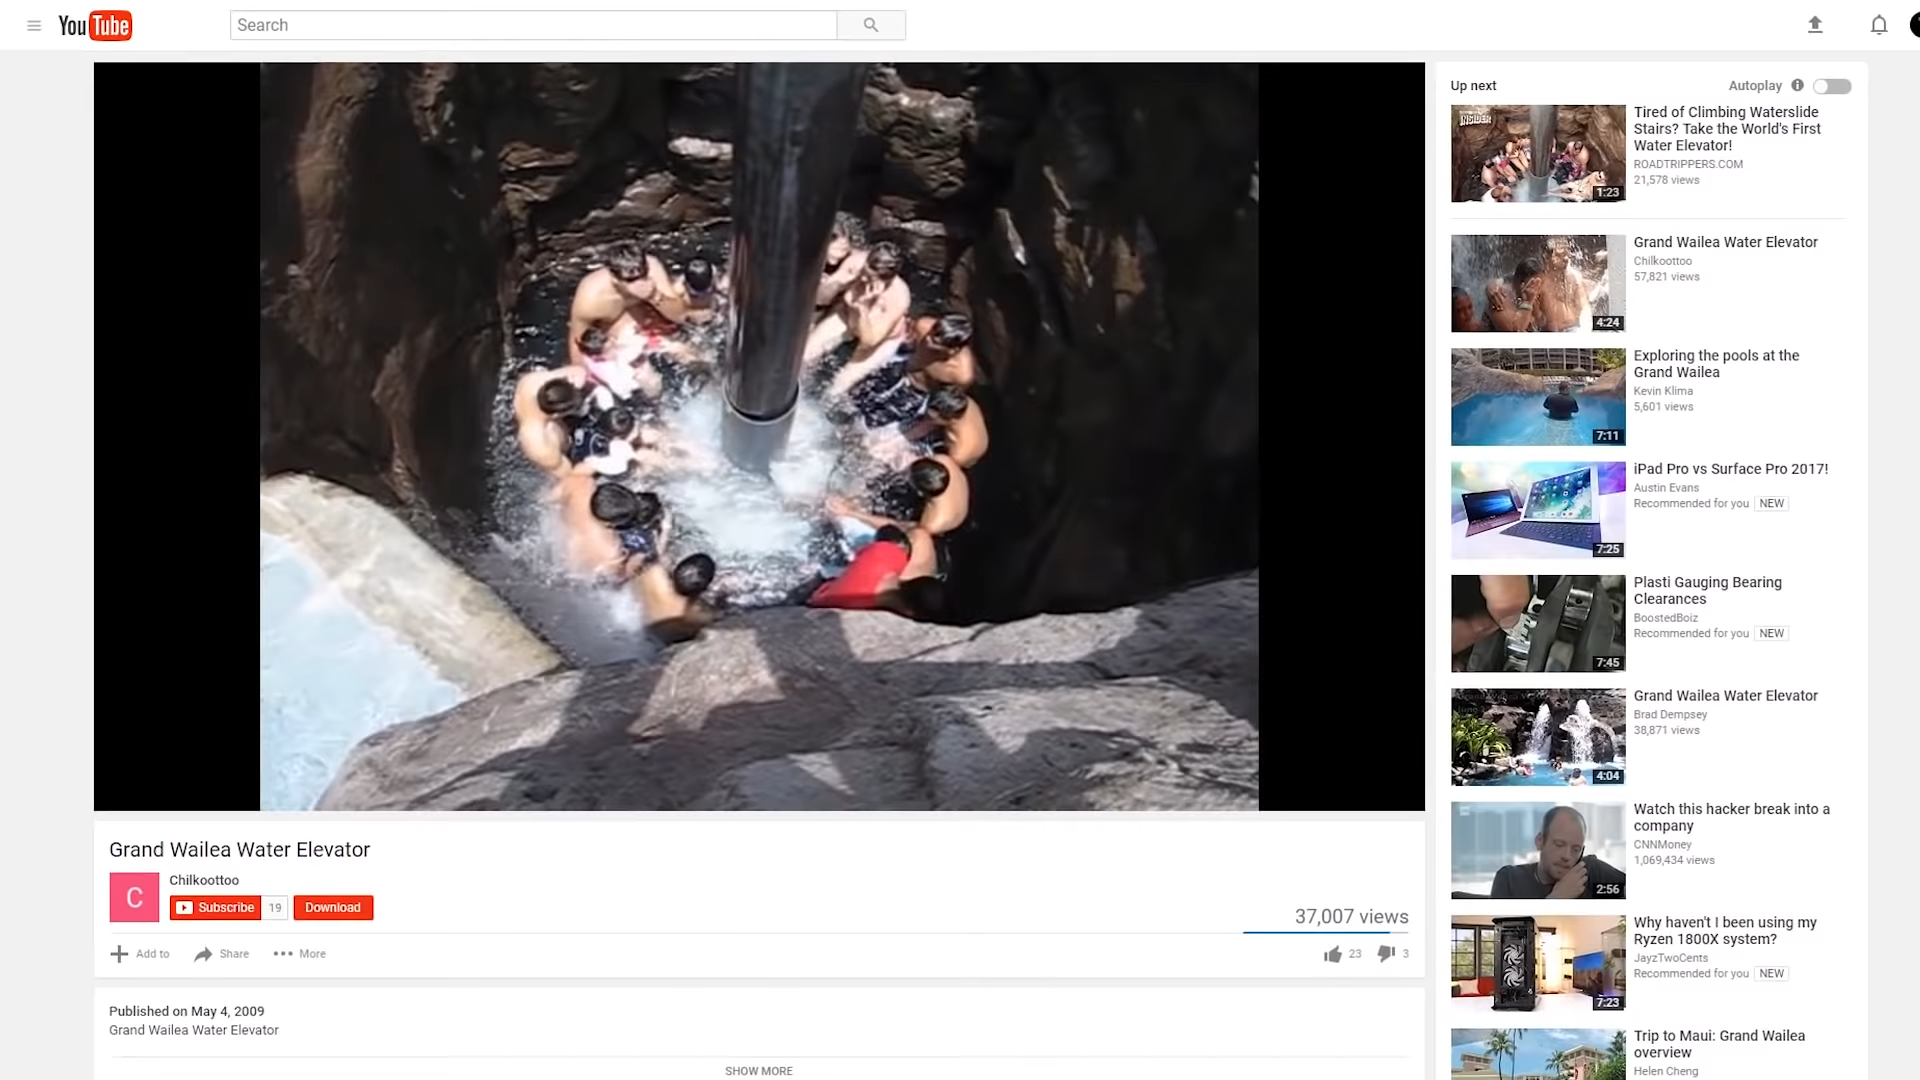 YouTube
Search
Grand Wailea Water Elevator
Chilkoottoo
Subscribe 19 Download
37,007 views
Add to Share More
23 3
Published on May 4, 2009
Grand Wailea Water Elevator
SHOW MORE
Up next Autoplay
INSIDER
1:23
Tired of Climbing Waterslide
Stairs? Take the World's First
Water Elevator!
ROADTRIPPERS.COM
21,578 views
4:24
Grand Wailea Water Elevator
Chilkoottoo
57,821 views
7:11
Exploring the pools at the
Grand Wailea
Kevin Klima
5,601 views
7:25
iPad Pro vs Surface Pro 2017!
Austin Evans
Recommended for you NEW
7:45
Plasti Gauging Bearing
Clearances
BoostedBoiz
Recommended for you NEW
4:04
Grand Wailea Water Elevator
Brad Dempsey
38,871 views
2:56
Watch this hacker break into a
company
CNNMoney
1,069,434 views
7:23
Why haven't I been using my
Ryzen 1800X system?
JayzTwoCents
Recommended for you NEW
Trip to Maui: Grand Wailea
overview
Helen Cheng